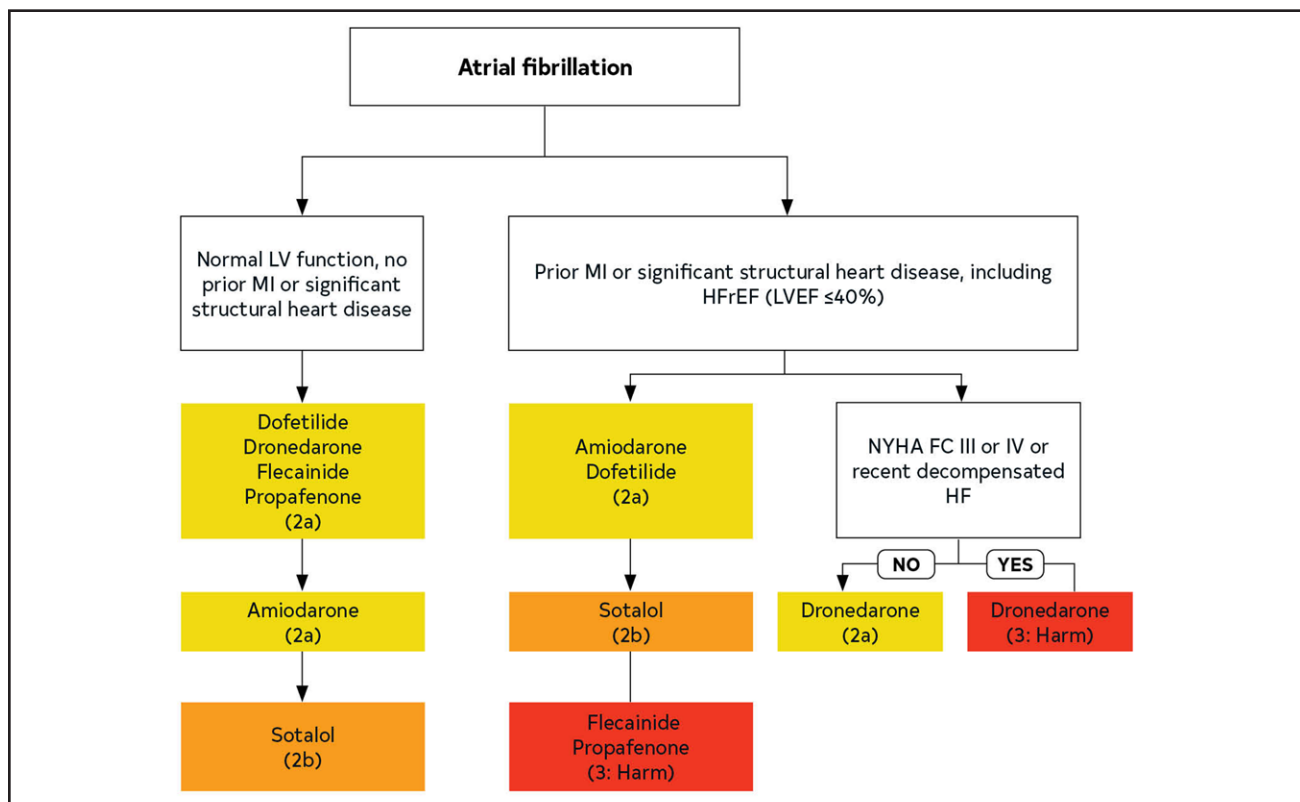 Atrial fibrillation
Normal LV function, no
prior MI or significant
structural heart disease
Prior MI or significant structural heart disease, including
HFrEF (LVEF ≤40%)
Dofetilide
Dronedarone
Flecainide
Propafenone
(2a)
Amiodarone
Dofetilide
(2a)
NYHA FC III or IV or
recent decompensated
HF
NO
YES
Amiodarone
(2a)
Sotalol
(2b)
Dronedarone
(2a)
Dronedarone
(3: Harm)
Sotalol
(2b)
Flecainide
Propafenone
(3: Harm)